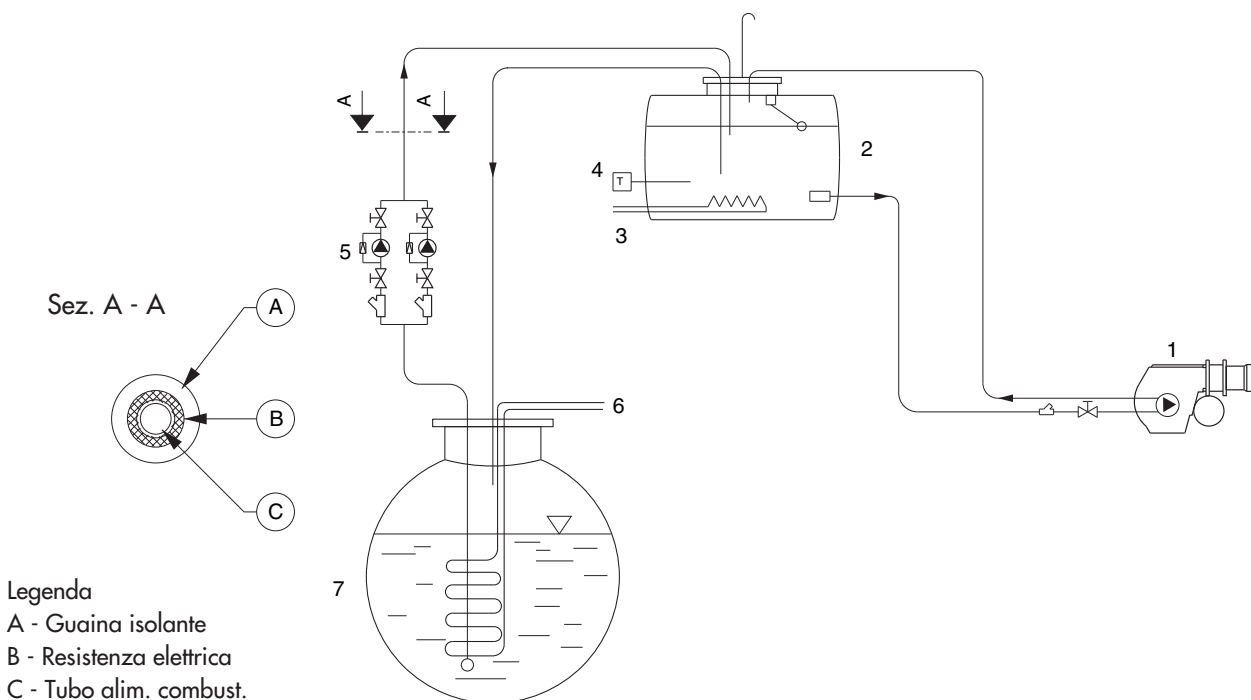 A
A
2
4
T
3
5
Sez. A - A
A
1
6
B
C
7
Legenda
A - Guaina isolante
B - Resistenza elettrica
C - Tubo alim. combust.